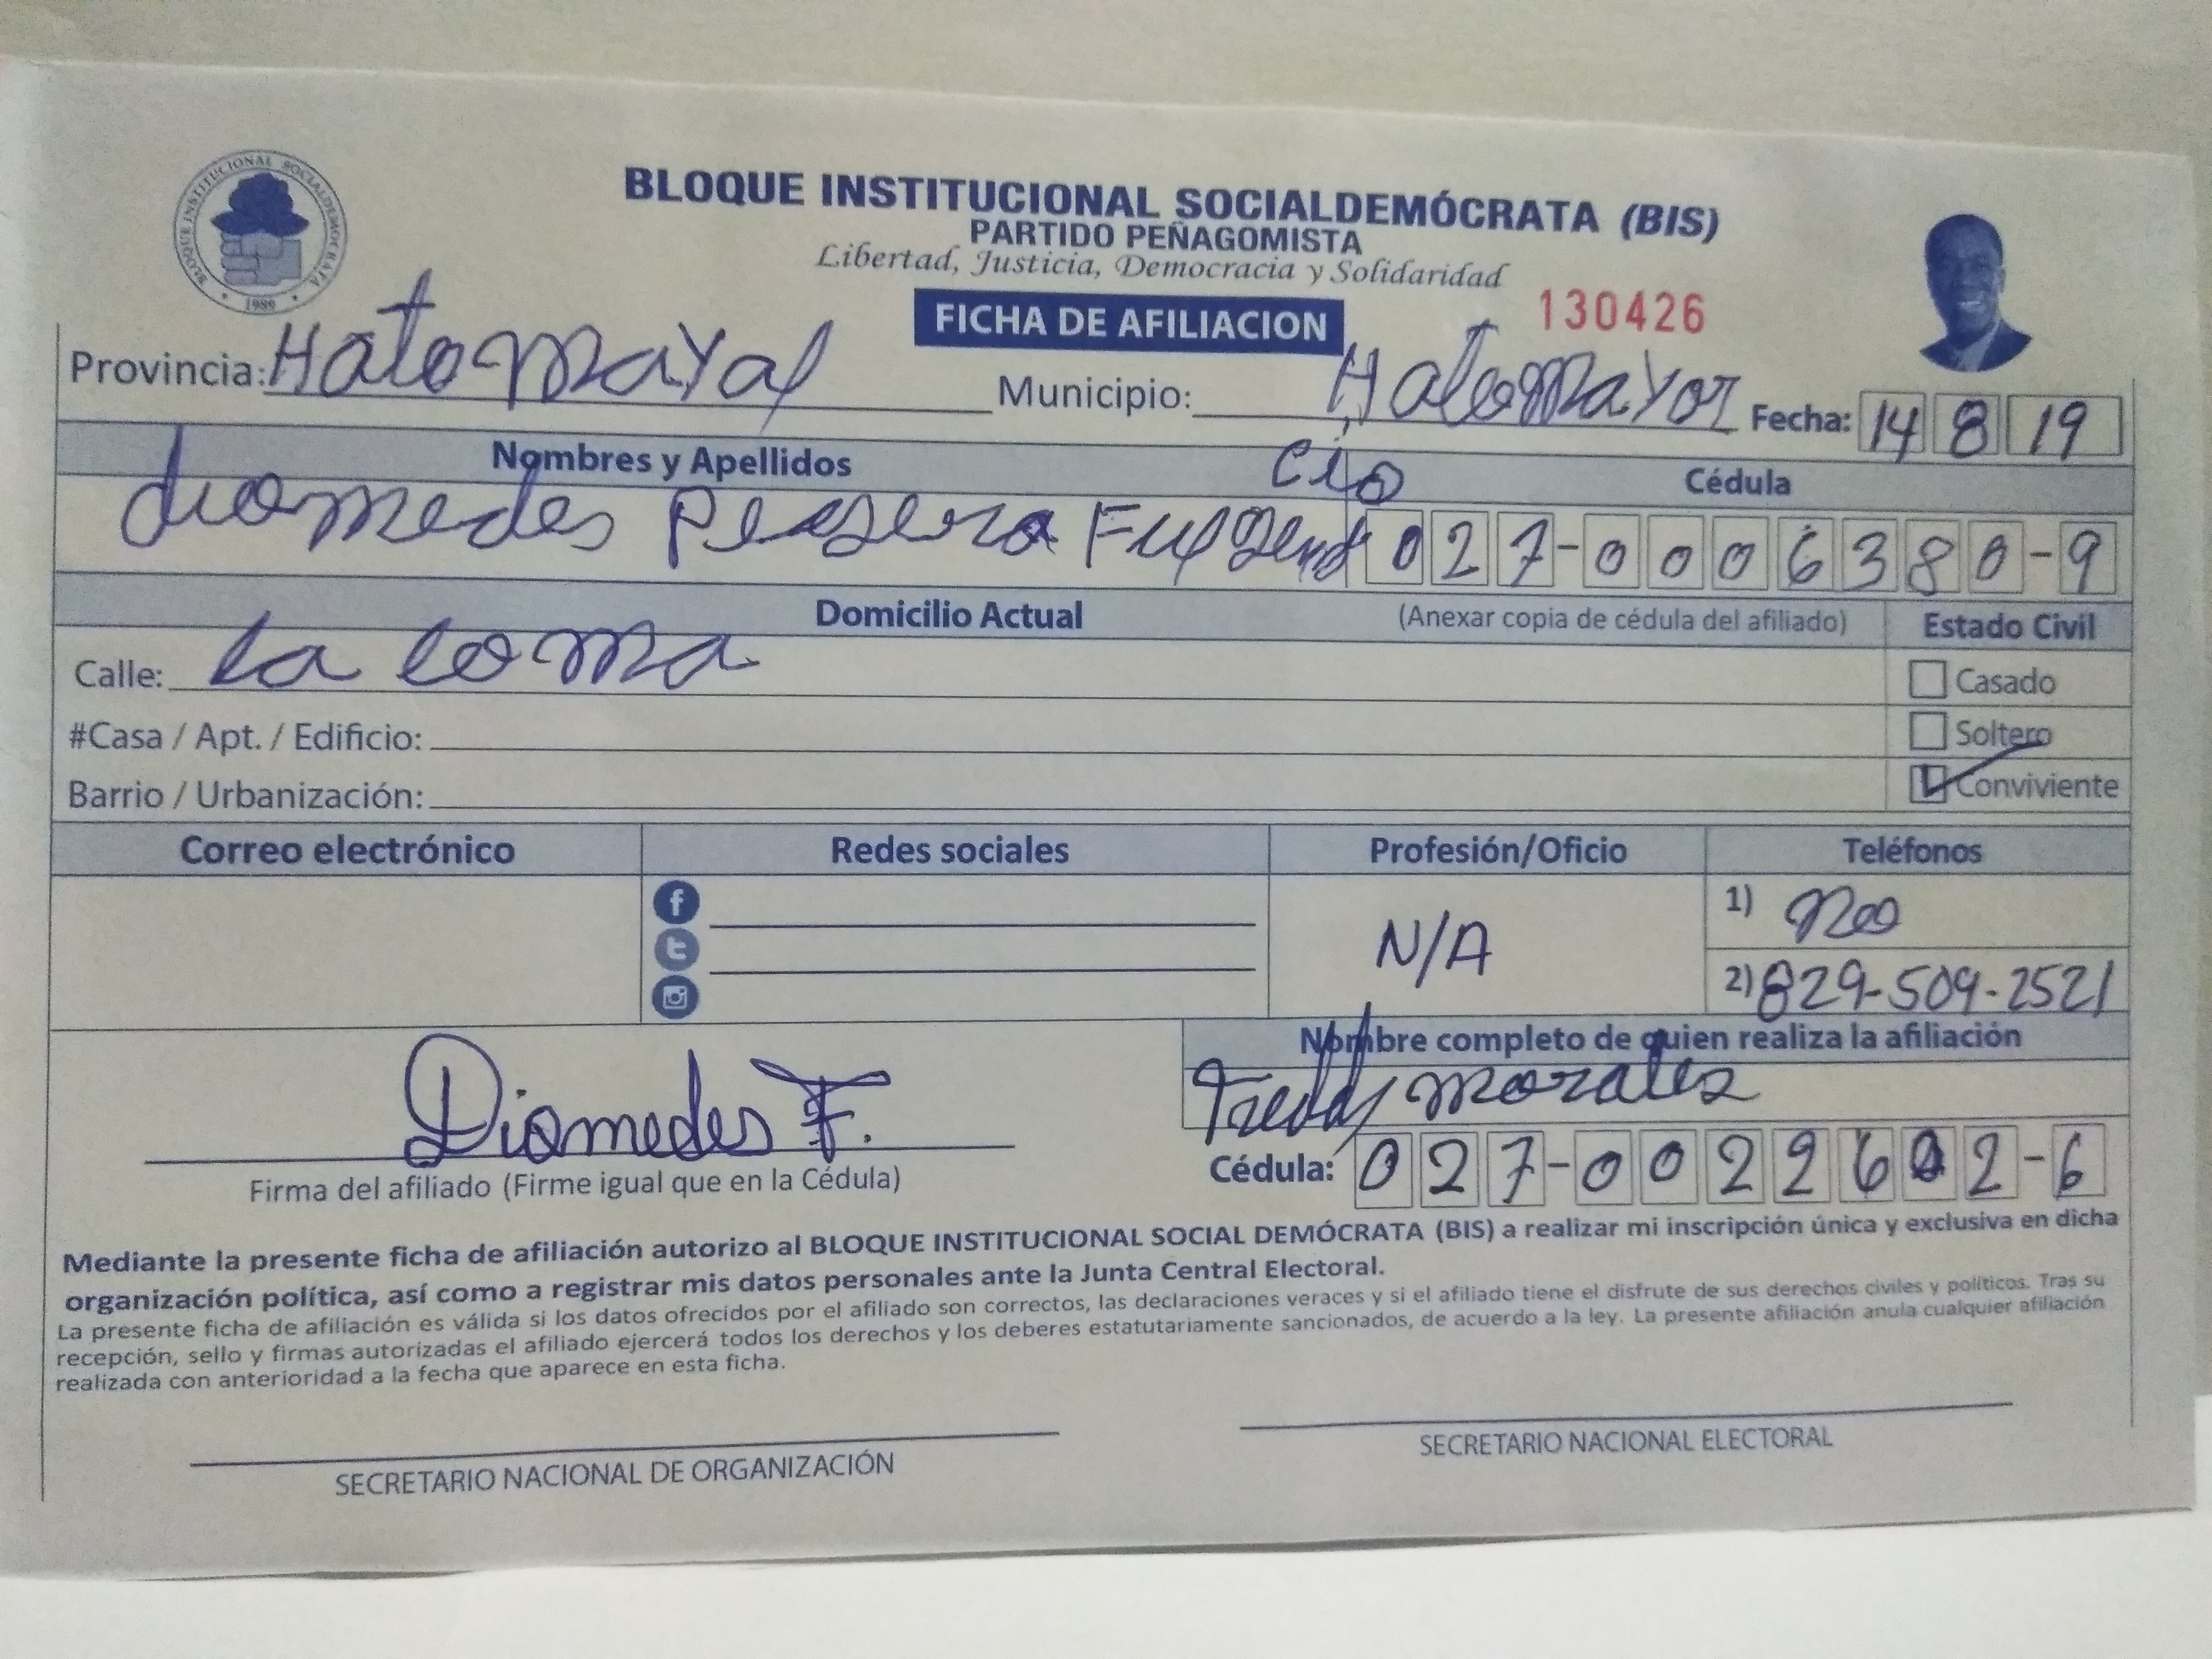 BLOQUE INSTITUCIONAL SOCIALDEMÓCRATA
1989
BLOQUE INSTITUCIONAL SOCIALDEMÓCRATA (BIS)
PARTIDO PEÑAGOMISTA
Libertad, Justicia, Democracia y Solidaridad
FICHA DE AFILIACION
130426
Provincia: Hato Mayal Municipio: Hato Mayor Fecha: 14 8 19
Nombres y Apellidos Cédula
diomedes Fulgencio 027-0006380-9
Domicilio Actual (Anexar copia de cédula del afiliado) Estado Civil
Calle: La Loma
Casado
#Casa / Apt. / Edificio:
Soltero
Barrio / Urbanización:
Conviviente
Correo electrónico Redes sociales Profesión/Oficio Teléfonos
N/A
1) No
2) 829-509-2521
Nombre completo de quien realiza la afiliación
Freddy Morales
Diomedes F.
Cédula: 027-0022602-6
Firma del afiliado (Firme igual que en la Cédula)
Mediante la presente ficha de afiliación autorizo al BLOQUE INSTITUCIONAL SOCIAL DEMÓCRATA (BIS) a realizar mi inscripción única y exclusiva en dicha
organización política, así como a registrar mis datos personales ante la Junta Central Electoral.
La presente ficha de afiliación es válida si los datos ofrecidos por el afiliado son correctos, las declaraciones veraces y si el afiliado tiene el disfrute de sus derechos civiles y políticos. Tras su
recepción, sello y firmas autorizadas el afiliado ejercerá todos los derechos y los deberes estatutariamente sancionados, de acuerdo a la ley. La presente afiliación anula cualquier afiliación
realizada con anterioridad a la fecha que aparece en esta ficha.
SECRETARIO NACIONAL DE ORGANIZACIÓN
SECRETARIO NACIONAL ELECTORAL